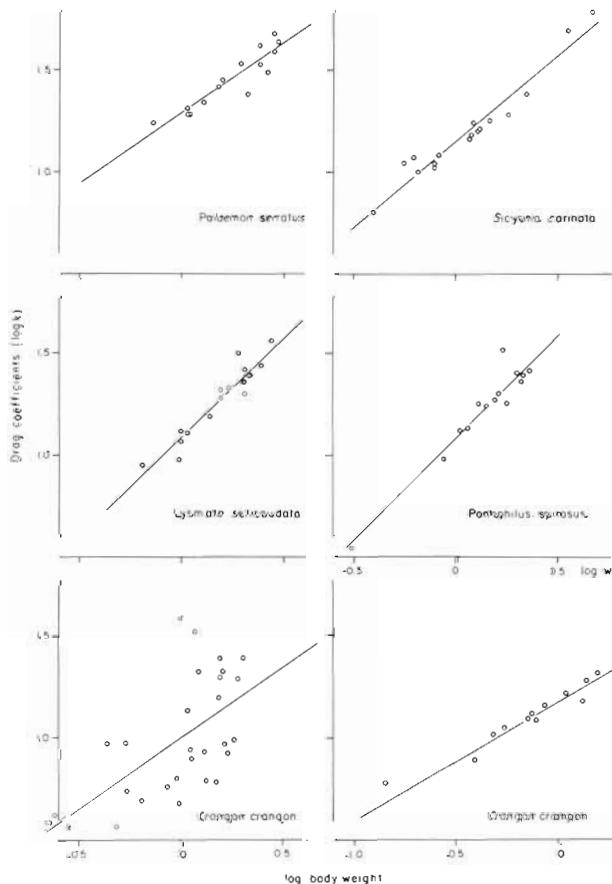 1.5
1.0
Palaemon serratus
Sicyonia carinata
Drag coefficients (log k)
1.5
1.0
Lysmata seticaudata
Pontophilus spinosus
-0.5
0
0.5
log w
1.5
1.0
Crangon crangon
Crangon crangon
-0.5
0
0.5
-1.0
-0.5
0
log body weight